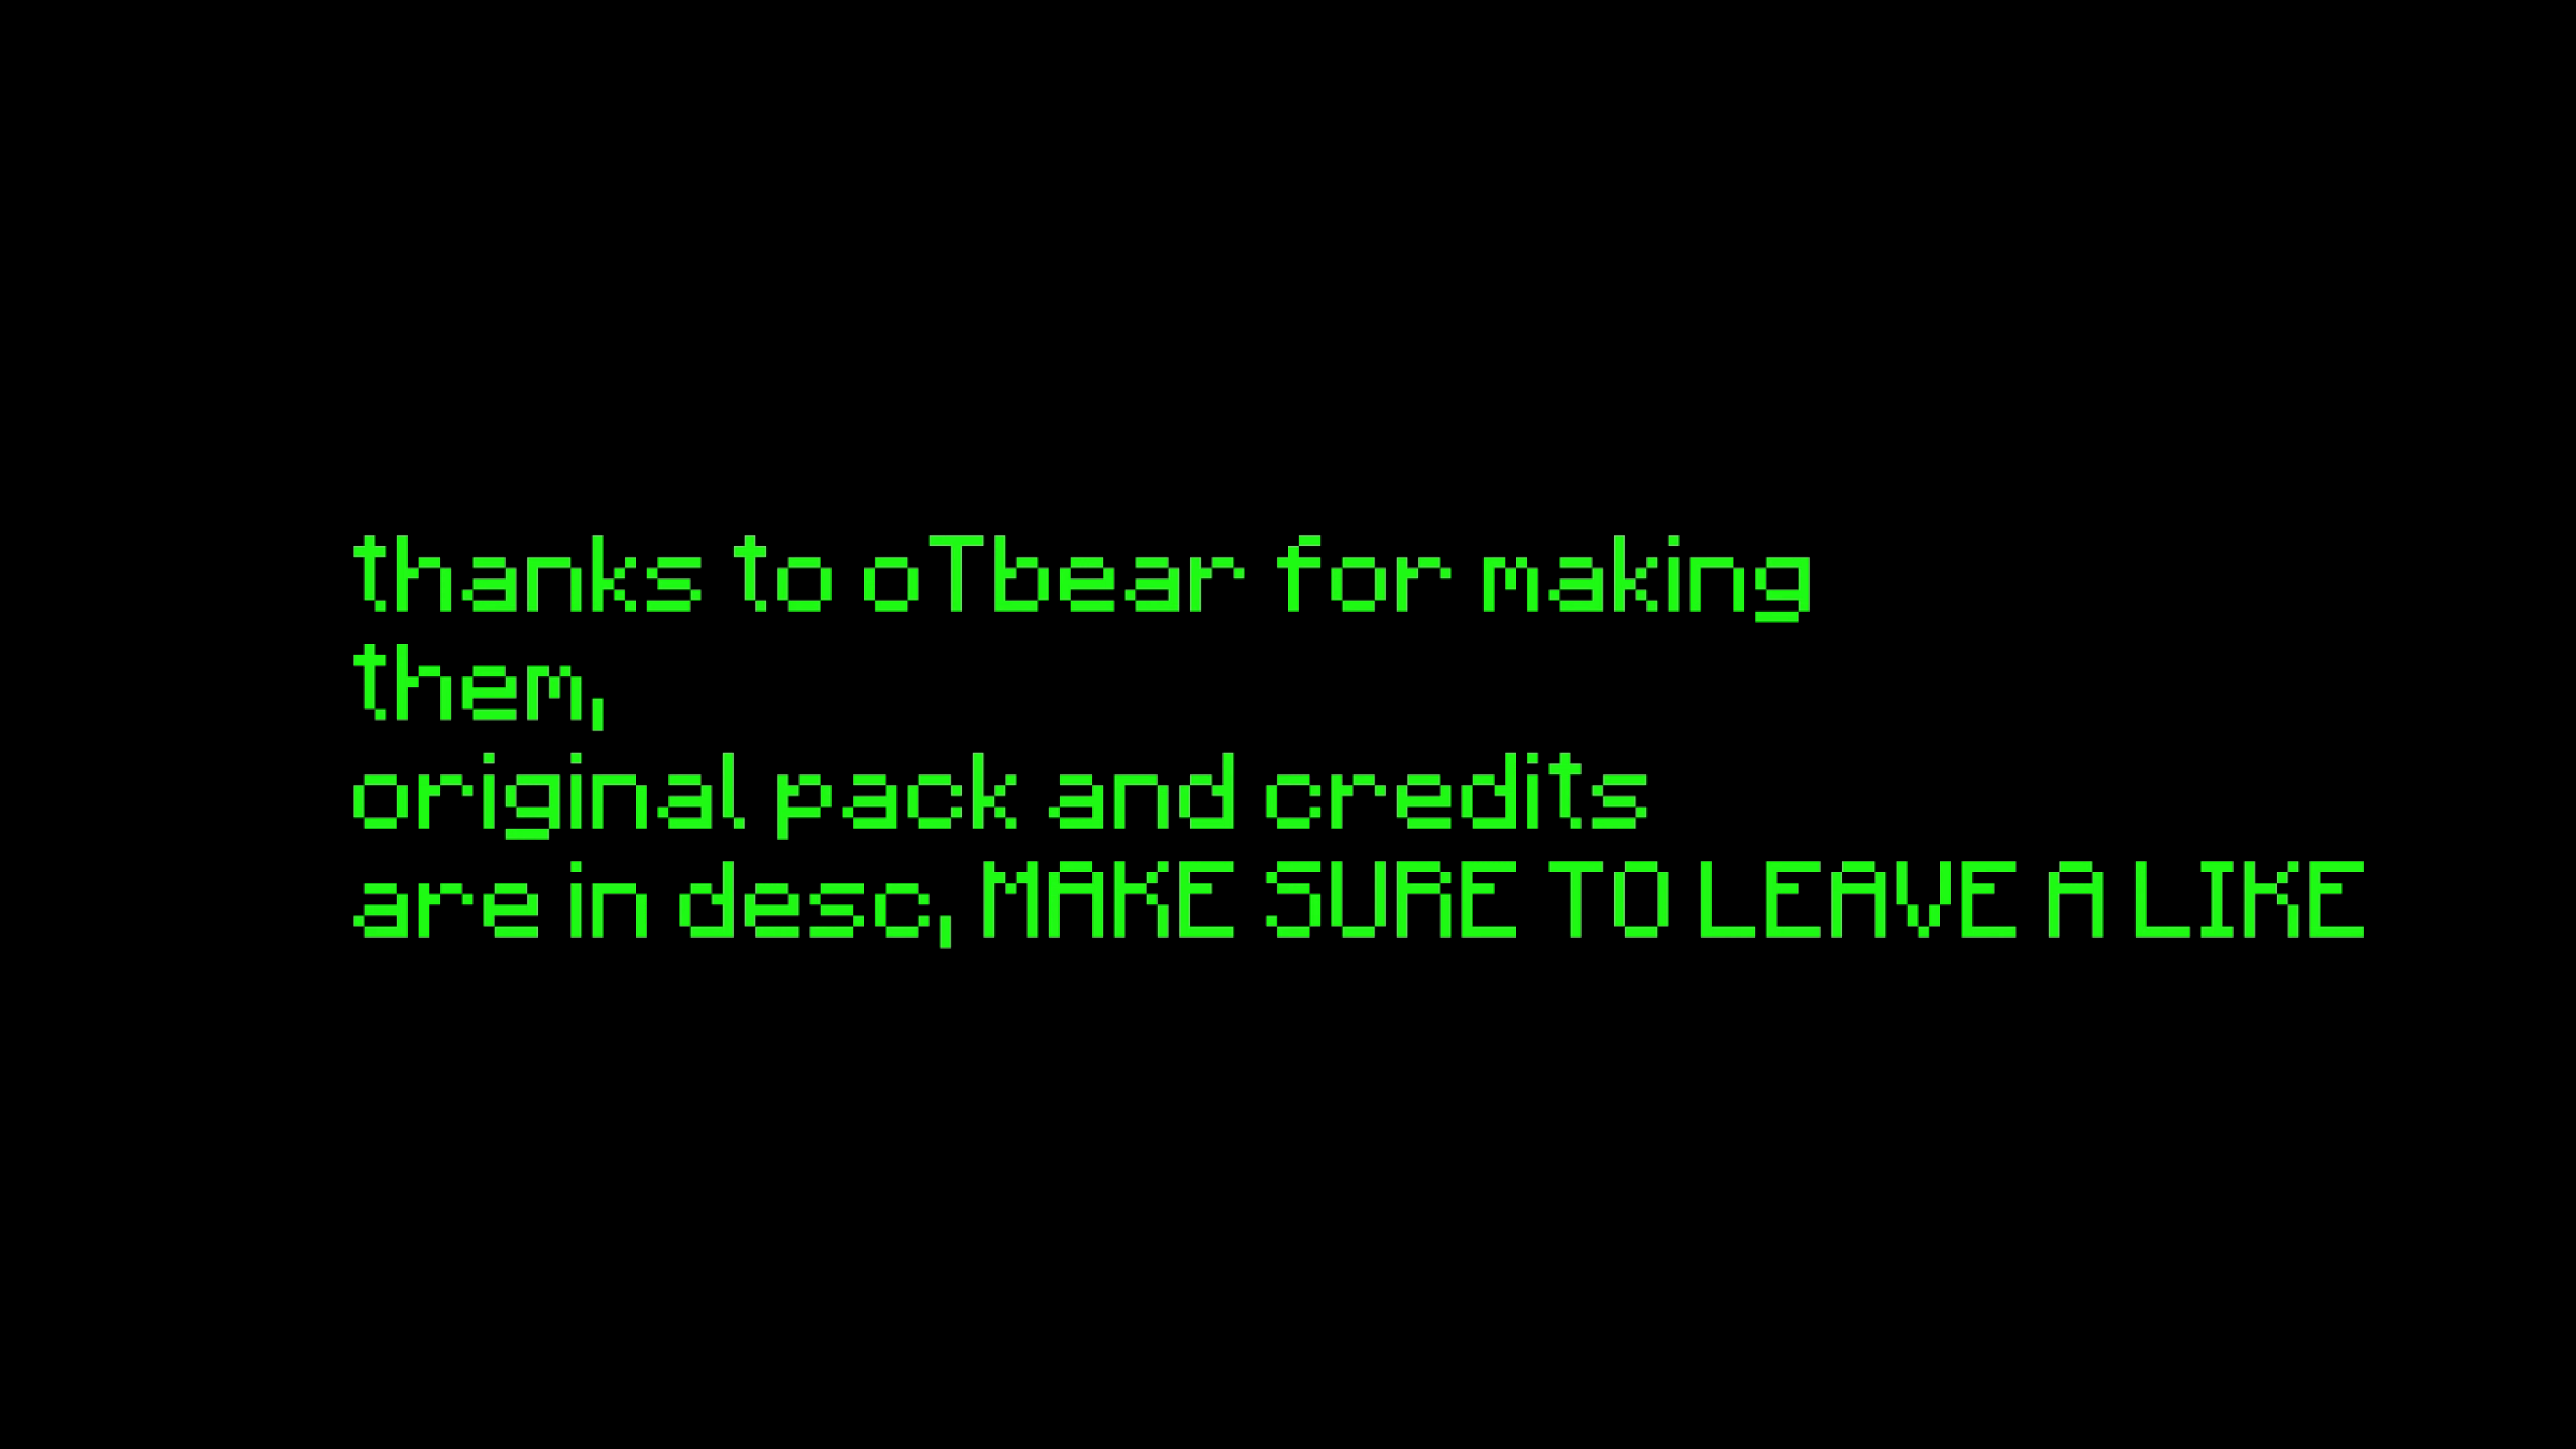 thanks to oTbear for making
them,
original pack and credits
are in desc, MAKE SURE TO LEAVE A LIKE